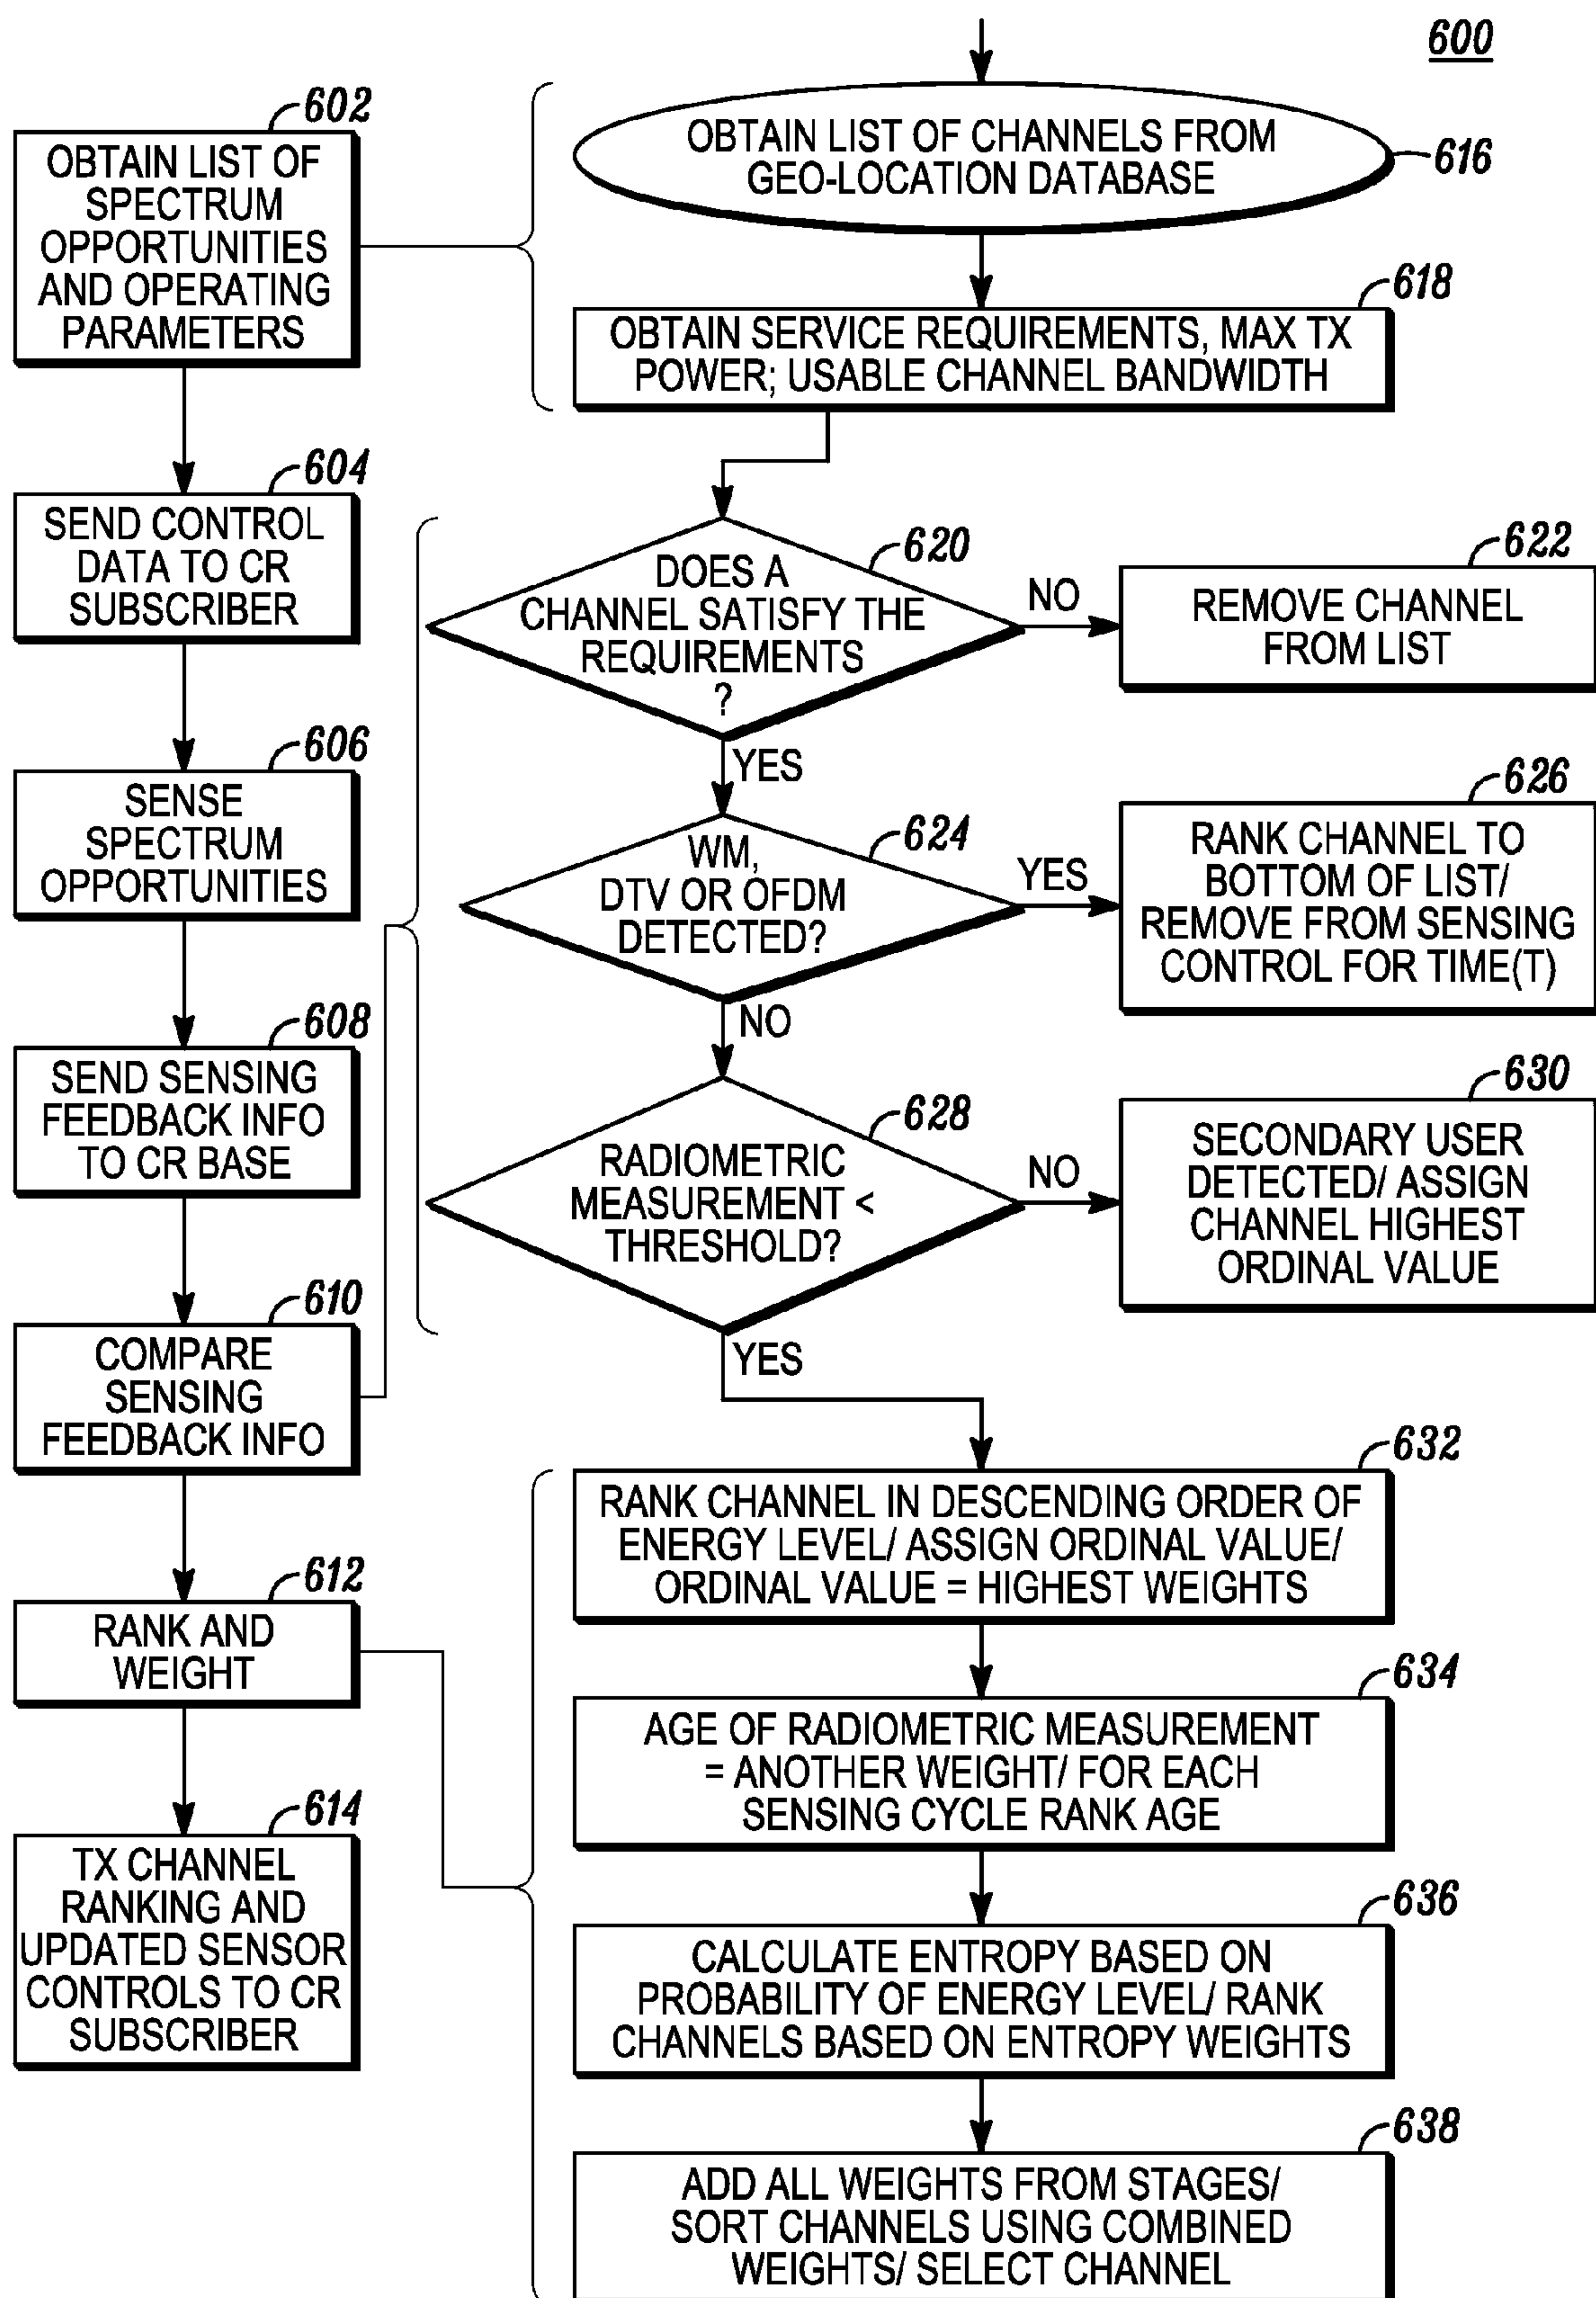 600
602
OBTAIN LIST OF
SPECTRUM
OPPORTUNITIES
AND OPERATING
PARAMETERS
604
SEND CONTROL
DATA TO CR
SUBSCRIBER
606
SENSE
SPECTRUM
OPPORTUNITIES
608
SEND SENSING
FEEDBACK INFO
TO CR BASE
610
COMPARE
SENSING
FEEDBACK INFO
612
RANK AND
WEIGHT
614
TX CHANNEL
RANKING AND
UPDATED SENSOR
CONTROLS TO CR
SUBSCRIBER
OBTAIN LIST OF CHANNELS FROM
GEO-LOCATION DATABASE
616
618
OBTAIN SERVICE REQUIREMENTS, MAX TX
POWER; USABLE CHANNEL BANDWIDTH
620
DOES A
CHANNEL SATISFY THE
REQUIREMENTS
?
NO
622
REMOVE CHANNEL
FROM LIST
YES
624
WM,
DTV OR OFDM
DETECTED?
YES
626
RANK CHANNEL TO
BOTTOM OF LIST/
REMOVE FROM SENSING
CONTROL FOR TIME(T)
NO
628
RADIOMETRIC
MEASUREMENT <
THRESHOLD?
NO
630
SECONDARY USER
DETECTED/ ASSIGN
CHANNEL HIGHEST
ORDINAL VALUE
YES
632
RANK CHANNEL IN DESCENDING ORDER OF
ENERGY LEVEL/ ASSIGN ORDINAL VALUE/
ORDINAL VALUE = HIGHEST WEIGHTS
634
AGE OF RADIOMETRIC MEASUREMENT
= ANOTHER WEIGHT/ FOR EACH
SENSING CYCLE RANK AGE
636
CALCULATE ENTROPY BASED ON
PROBABILITY OF ENERGY LEVEL/ RANK
CHANNELS BASED ON ENTROPY WEIGHTS
638
ADD ALL WEIGHTS FROM STAGES/
SORT CHANNELS USING COMBINED
WEIGHTS/ SELECT CHANNEL